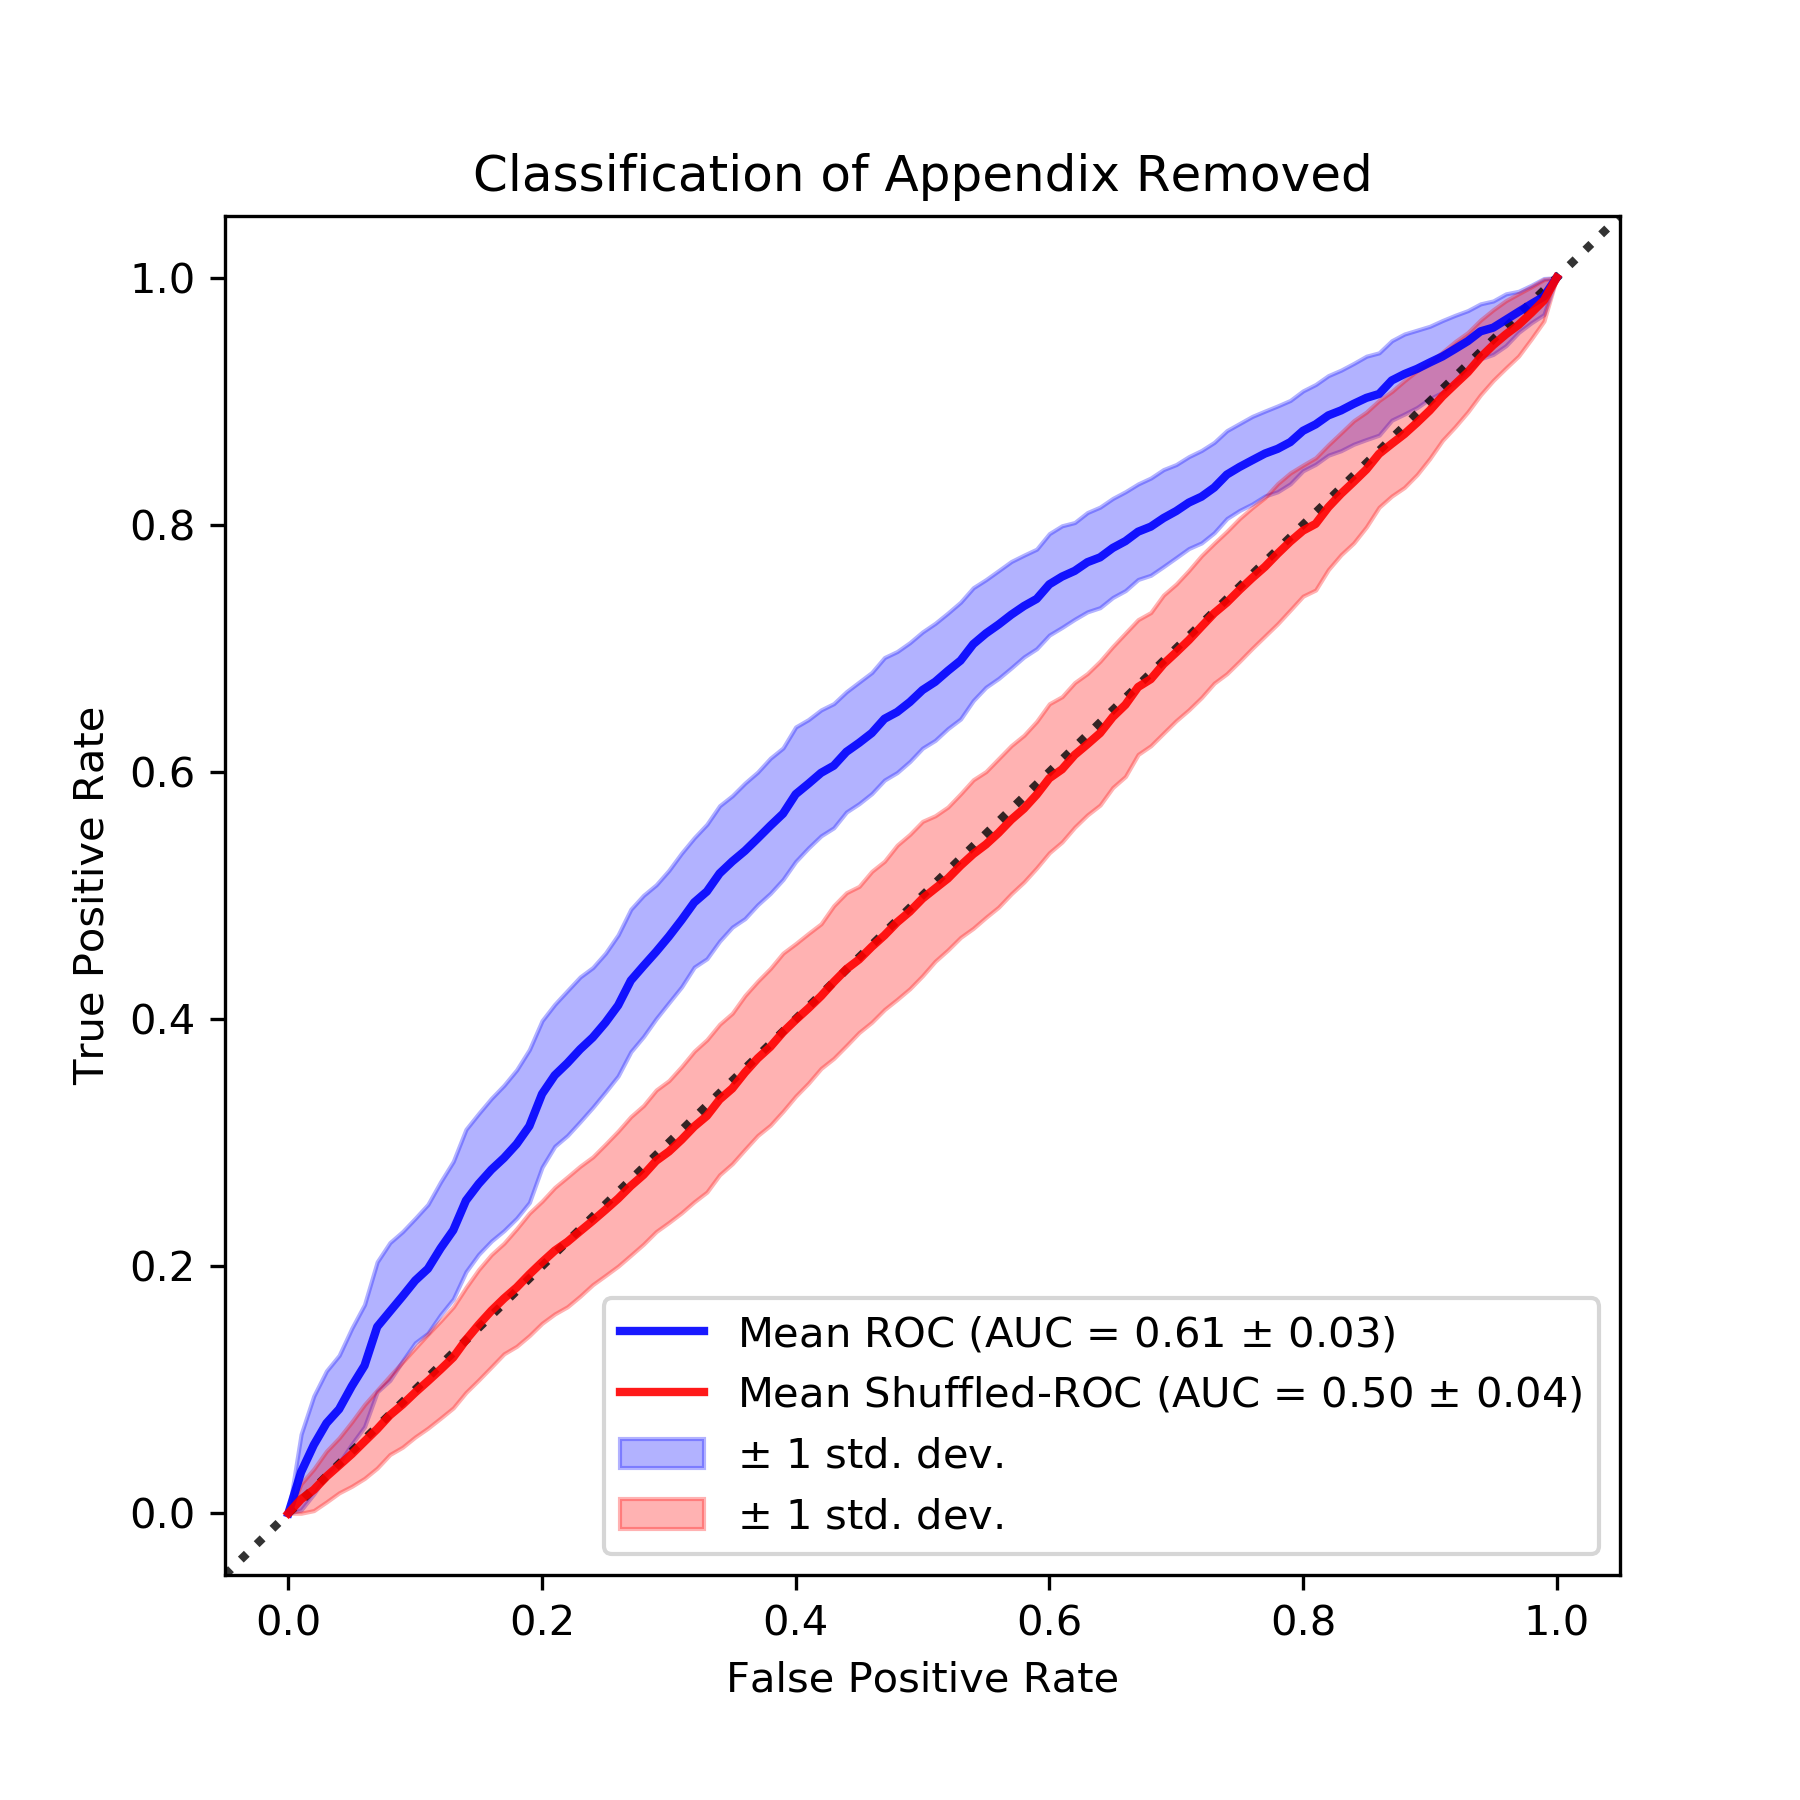 Classification of Appendix Removed
1.0
0.8
0.6
0.4
0.2
0.0
True Positive Rate
Mean ROC (AUC = 0.61 ± 0.03)
Mean Shuffled-ROC (AUC = 0.50 ± 0.04)
± 1 std. dev.
± 1 std. dev.
0.0 0.2 0.4 0.6 0.8 1.0
False Positive Rate